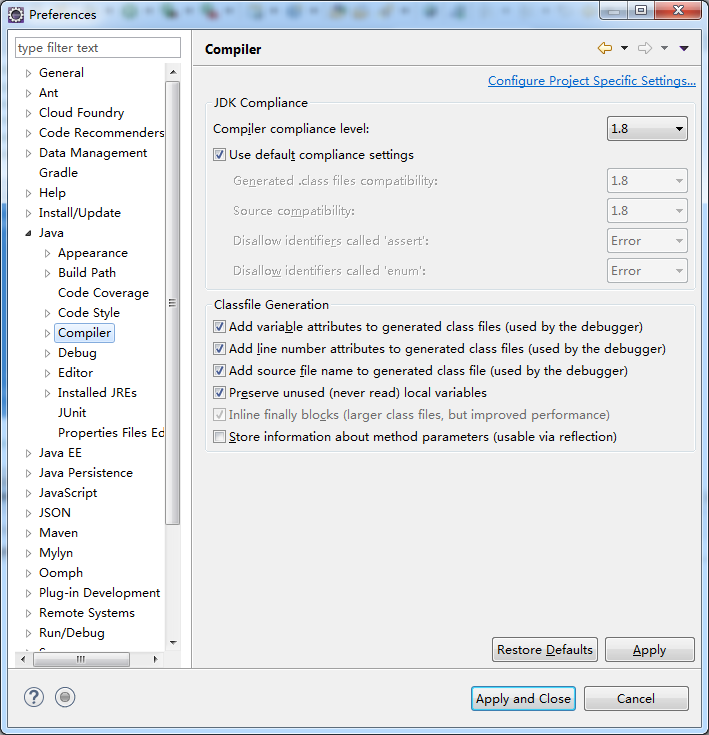 Preferences
type filter text
General
Ant
Cloud Foundry
Code Recommenders
Data Management
Gradle
Help
Install/Update
Java
Appearance
Build Path
Code Coverage
Code Style
Compiler
Debug
Editor
Installed JREs
JUnit
Properties Files Ed
Java EE
Java Persistence
JavaScript
JSON
Maven
Mylyn
Oomph
Plug-in Development
Remote Systems
Run/Debug
Compiler
Configure Project Specific Settings...
JDK Compliance
Compiler compliance level: 1.8
Use default compliance settings
Generated .class files compatibility: 1.8
Source compatibility: 1.8
Disallow identifiers called 'assert': Error
Disallow identifiers called 'enum': Error
Classfile Generation
Add variable attributes to generated class files (used by the debugger)
Add line number attributes to generated class files (used by the debugger)
Add source file name to generated class file (used by the debugger)
Preserve unused (never read) local variables
Inline finally blocks (larger class files, but improved performance)
Store information about method parameters (usable via reflection)
Restore Defaults Apply
Apply and Close Cancel